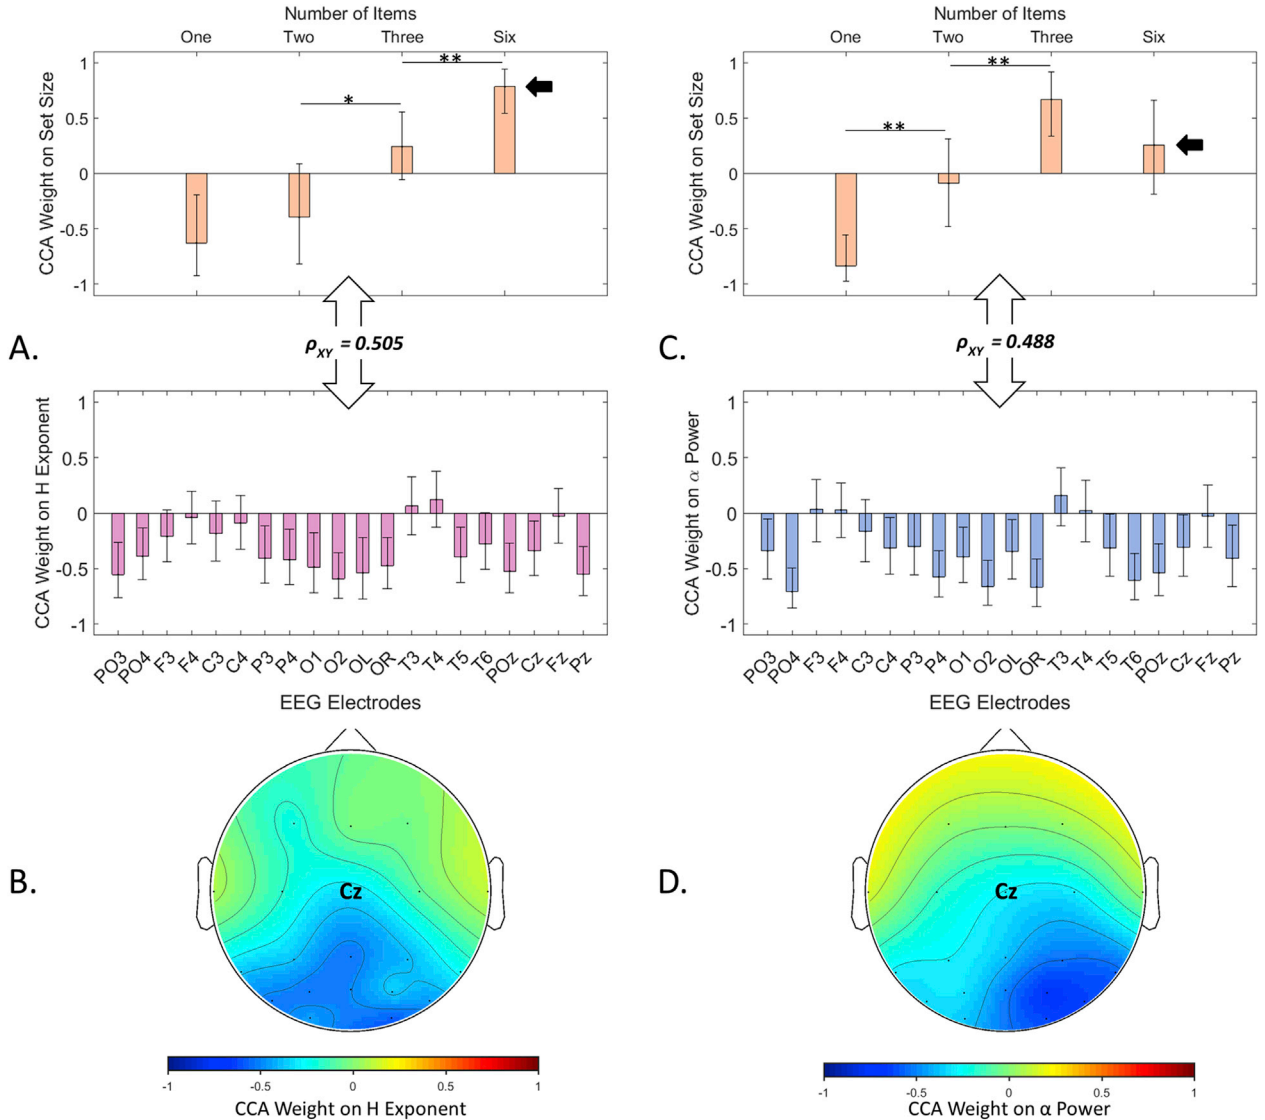 Number of Items
One Two Three Six
CCA Weight on Set Size
1
0.5
0
-0.5
-1
*
**
A.
ρXY = 0.505
CCA Weight on H Exponent
1
0.5
0
-0.5
-1
PO3 PO4 F3 F4 C3 C4 P3 P4 O1 O2 OL OR T3 T4 T5 T6 POz Cz Fz Pz
EEG Electrodes
B.
Cz
-1 -0.5 0 0.5 1
CCA Weight on H Exponent
Number of Items
One Two Three Six
CCA Weight on Set Size
1
0.5
0
-0.5
-1
**
**
C.
ρXY = 0.488
CCA Weight on α Power
1
0.5
0
-0.5
-1
PO3 PO4 F3 F4 C3 C4 P3 P4 O1 O2 OL OR T3 T4 T5 T6 POz Cz Fz Pz
EEG Electrodes
D.
Cz
-1 -0.5 0 0.5 1
CCA Weight on α Power